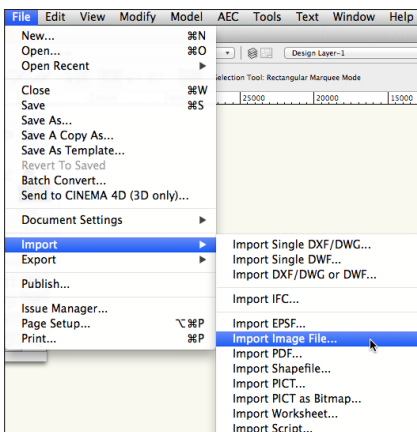 File Edit View Modify Model AEC Tools Text Window Help
New... ⌘N
Open... ⌘O
Open Recent ▶
Close ⌘W
Save ⌘S
Save As...
Save A Copy As...
Save As Template...
Revert To Saved
Batch Convert...
Send to CINEMA 4D (3D only)...
Document Settings ▶
Import ▶
Export ▶
Publish...
Issue Manager...
Page Setup... ⌥⌘P
Print... ⌘P
Design Layer-1
Selection Tool: Rectangular Marquee Mode
25000 20000 15000
Import Single DXF/DWG...
Import Single DWF...
Import DXF/DWG or DWF...
Import IFC...
Import EPSF...
Import Image File...
Import PDF...
Import Shapefile...
Import PICT...
Import PICT as Bitmap...
Import Worksheet...
Import Script...